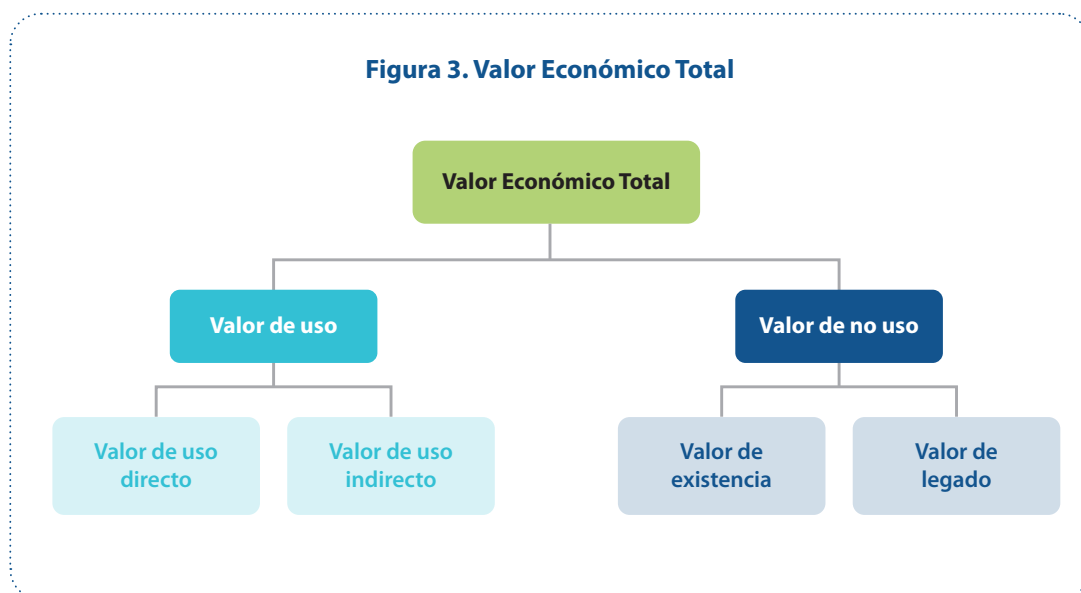 Figura 3. Valor Económico Total
Valor Económico Total
Valor de uso
Valor de no uso
Valor de uso
directo
Valor de uso
indirecto
Valor de
existencia
Valor de
legado